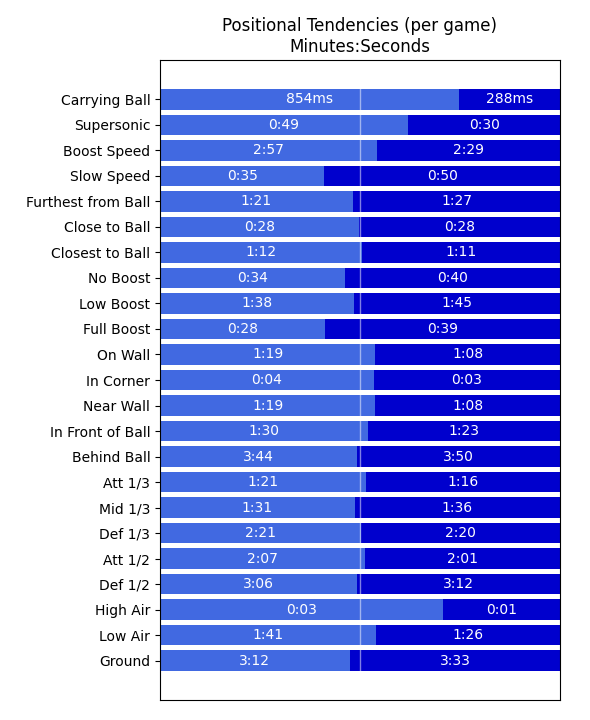 Positional Tendencies (per game)
Minutes:Seconds
Carrying Ball 854ms 288ms
Supersonic 0:49 0:30
Boost Speed 2:57 2:29
Slow Speed 0:35 0:50
Furthest from Ball 1:21 1:27
Close to Ball 0:28 0:28
Closest to Ball 1:12 1:11
No Boost 0:34 0:40
Low Boost 1:38 1:45
Full Boost 0:28 0:39
On Wall 1:19 1:08
In Corner 0:04 0:03
Near Wall 1:19 1:08
In Front of Ball 1:30 1:23
Behind Ball 3:44 3:50
Att 1/3 1:21 1:16
Mid 1/3 1:31 1:36
Def 1/3 2:21 2:20
Att 1/2 2:07 2:01
Def 1/2 3:06 3:12
High Air 0:03 0:01
Low Air 1:41 1:26
Ground 3:12 3:33